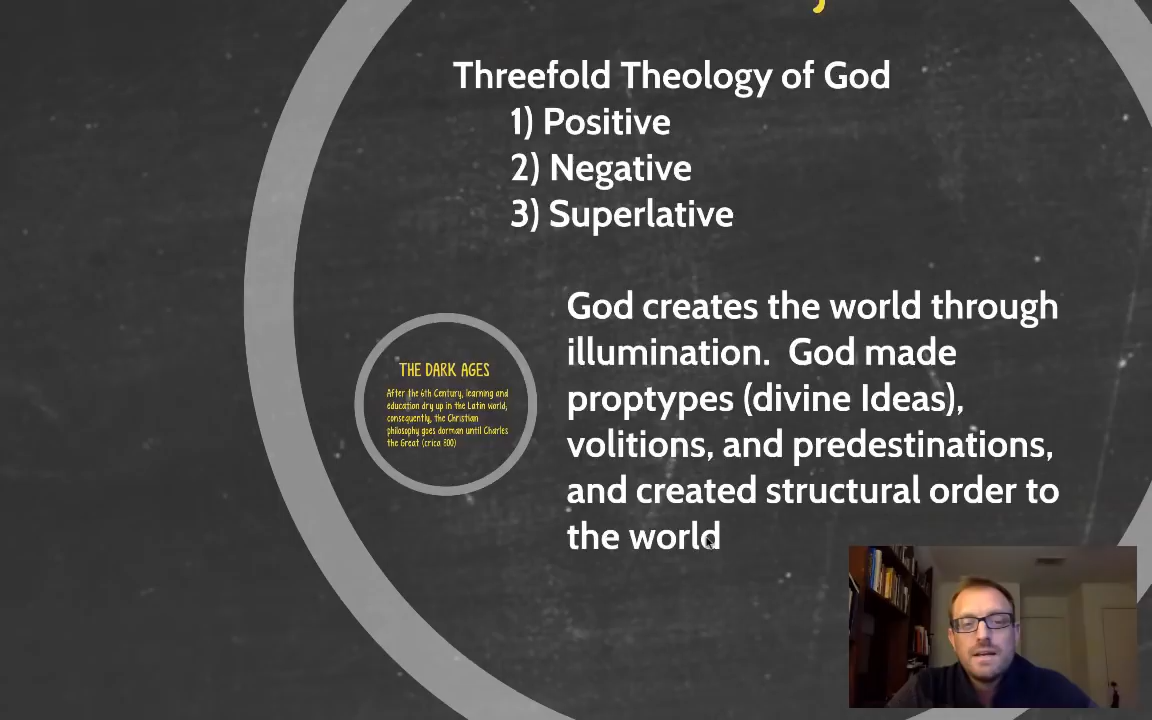 Threefold Theology of God
1) Positive
2) Negative
3) Superlative
God creates the world through
illumination. God made
proptypes (divine Ideas),
volitions, and predestinations,
and created structural order to
the world
THE DARK AGES
After the 6th Century, learning and
education dry up in the Latin world,
consequently, the Christian
philosophy goes dorman until Charles
the Great (crica 800)